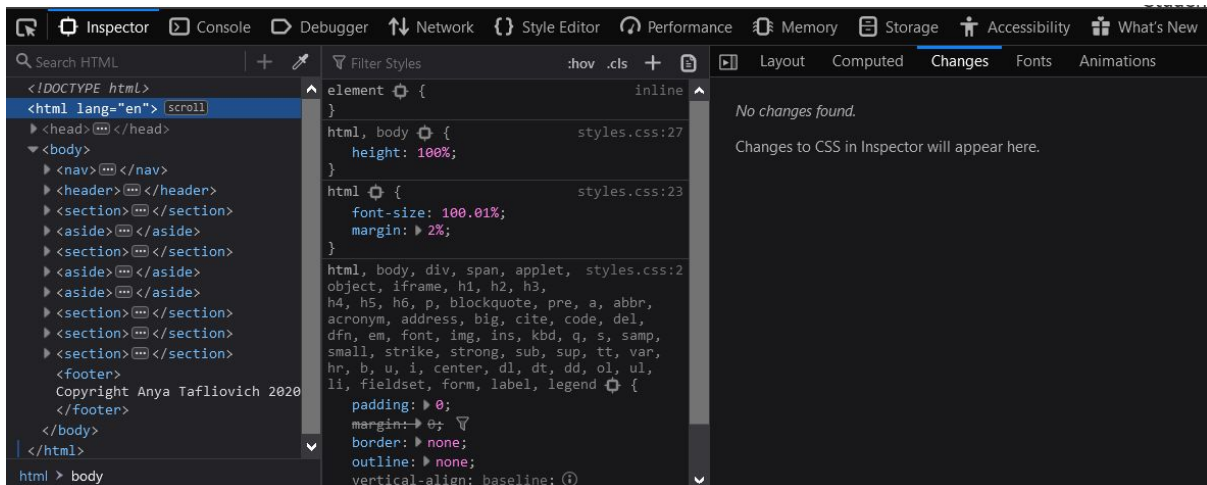 Inspector Console Debugger Network {} Style Editor Performance Memory Storage Accessibility What's New
Search HTML
<!DOCTYPE html>
<html lang="en"> scroll
<head> </head>
<body>
<nav> </nav>
<header> </header>
<section> </section>
<aside> </aside>
<section> </section>
<aside> </aside>
<aside> </aside>
<section> </section>
<section> </section>
<section> </section>
<footer>
Copyright Anya Tafliovich 2020
</footer>
</body>
</html>
html > body
Filter Styles :hov .cls +
element { inline
}
html, body { styles.css:27
height: 100%;
}
html { styles.css:23
font-size: 100.01%;
margin: 2%;
}
html, body, div, span, applet, styles.css:2
object, iframe, h1, h2, h3,
h4, h5, h6, p, blockquote, pre, a, abbr,
acronym, address, big, cite, code, del,
dfn, em, font, img, ins, kbd, q, s, samp,
small, strike, strong, sub, sup, tt, var,
hr, b, u, i, center, dl, dt, dd, ol, ul,
li, fieldset, form, label, legend {
padding: 0;
margin: 0;
border: none;
outline: none;
vertical-align: baseline;
Layout Computed Changes Fonts Animations
No changes found.
Changes to CSS in Inspector will appear here.